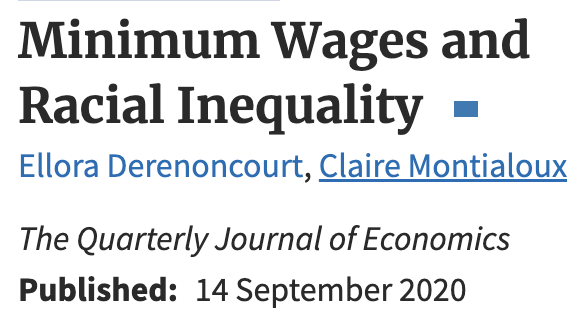 Minimum Wages and
Racial Inequality
Ellora Derenoncourt, Claire Montialoux
The Quarterly Journal of Economics
Published: 14 September 2020